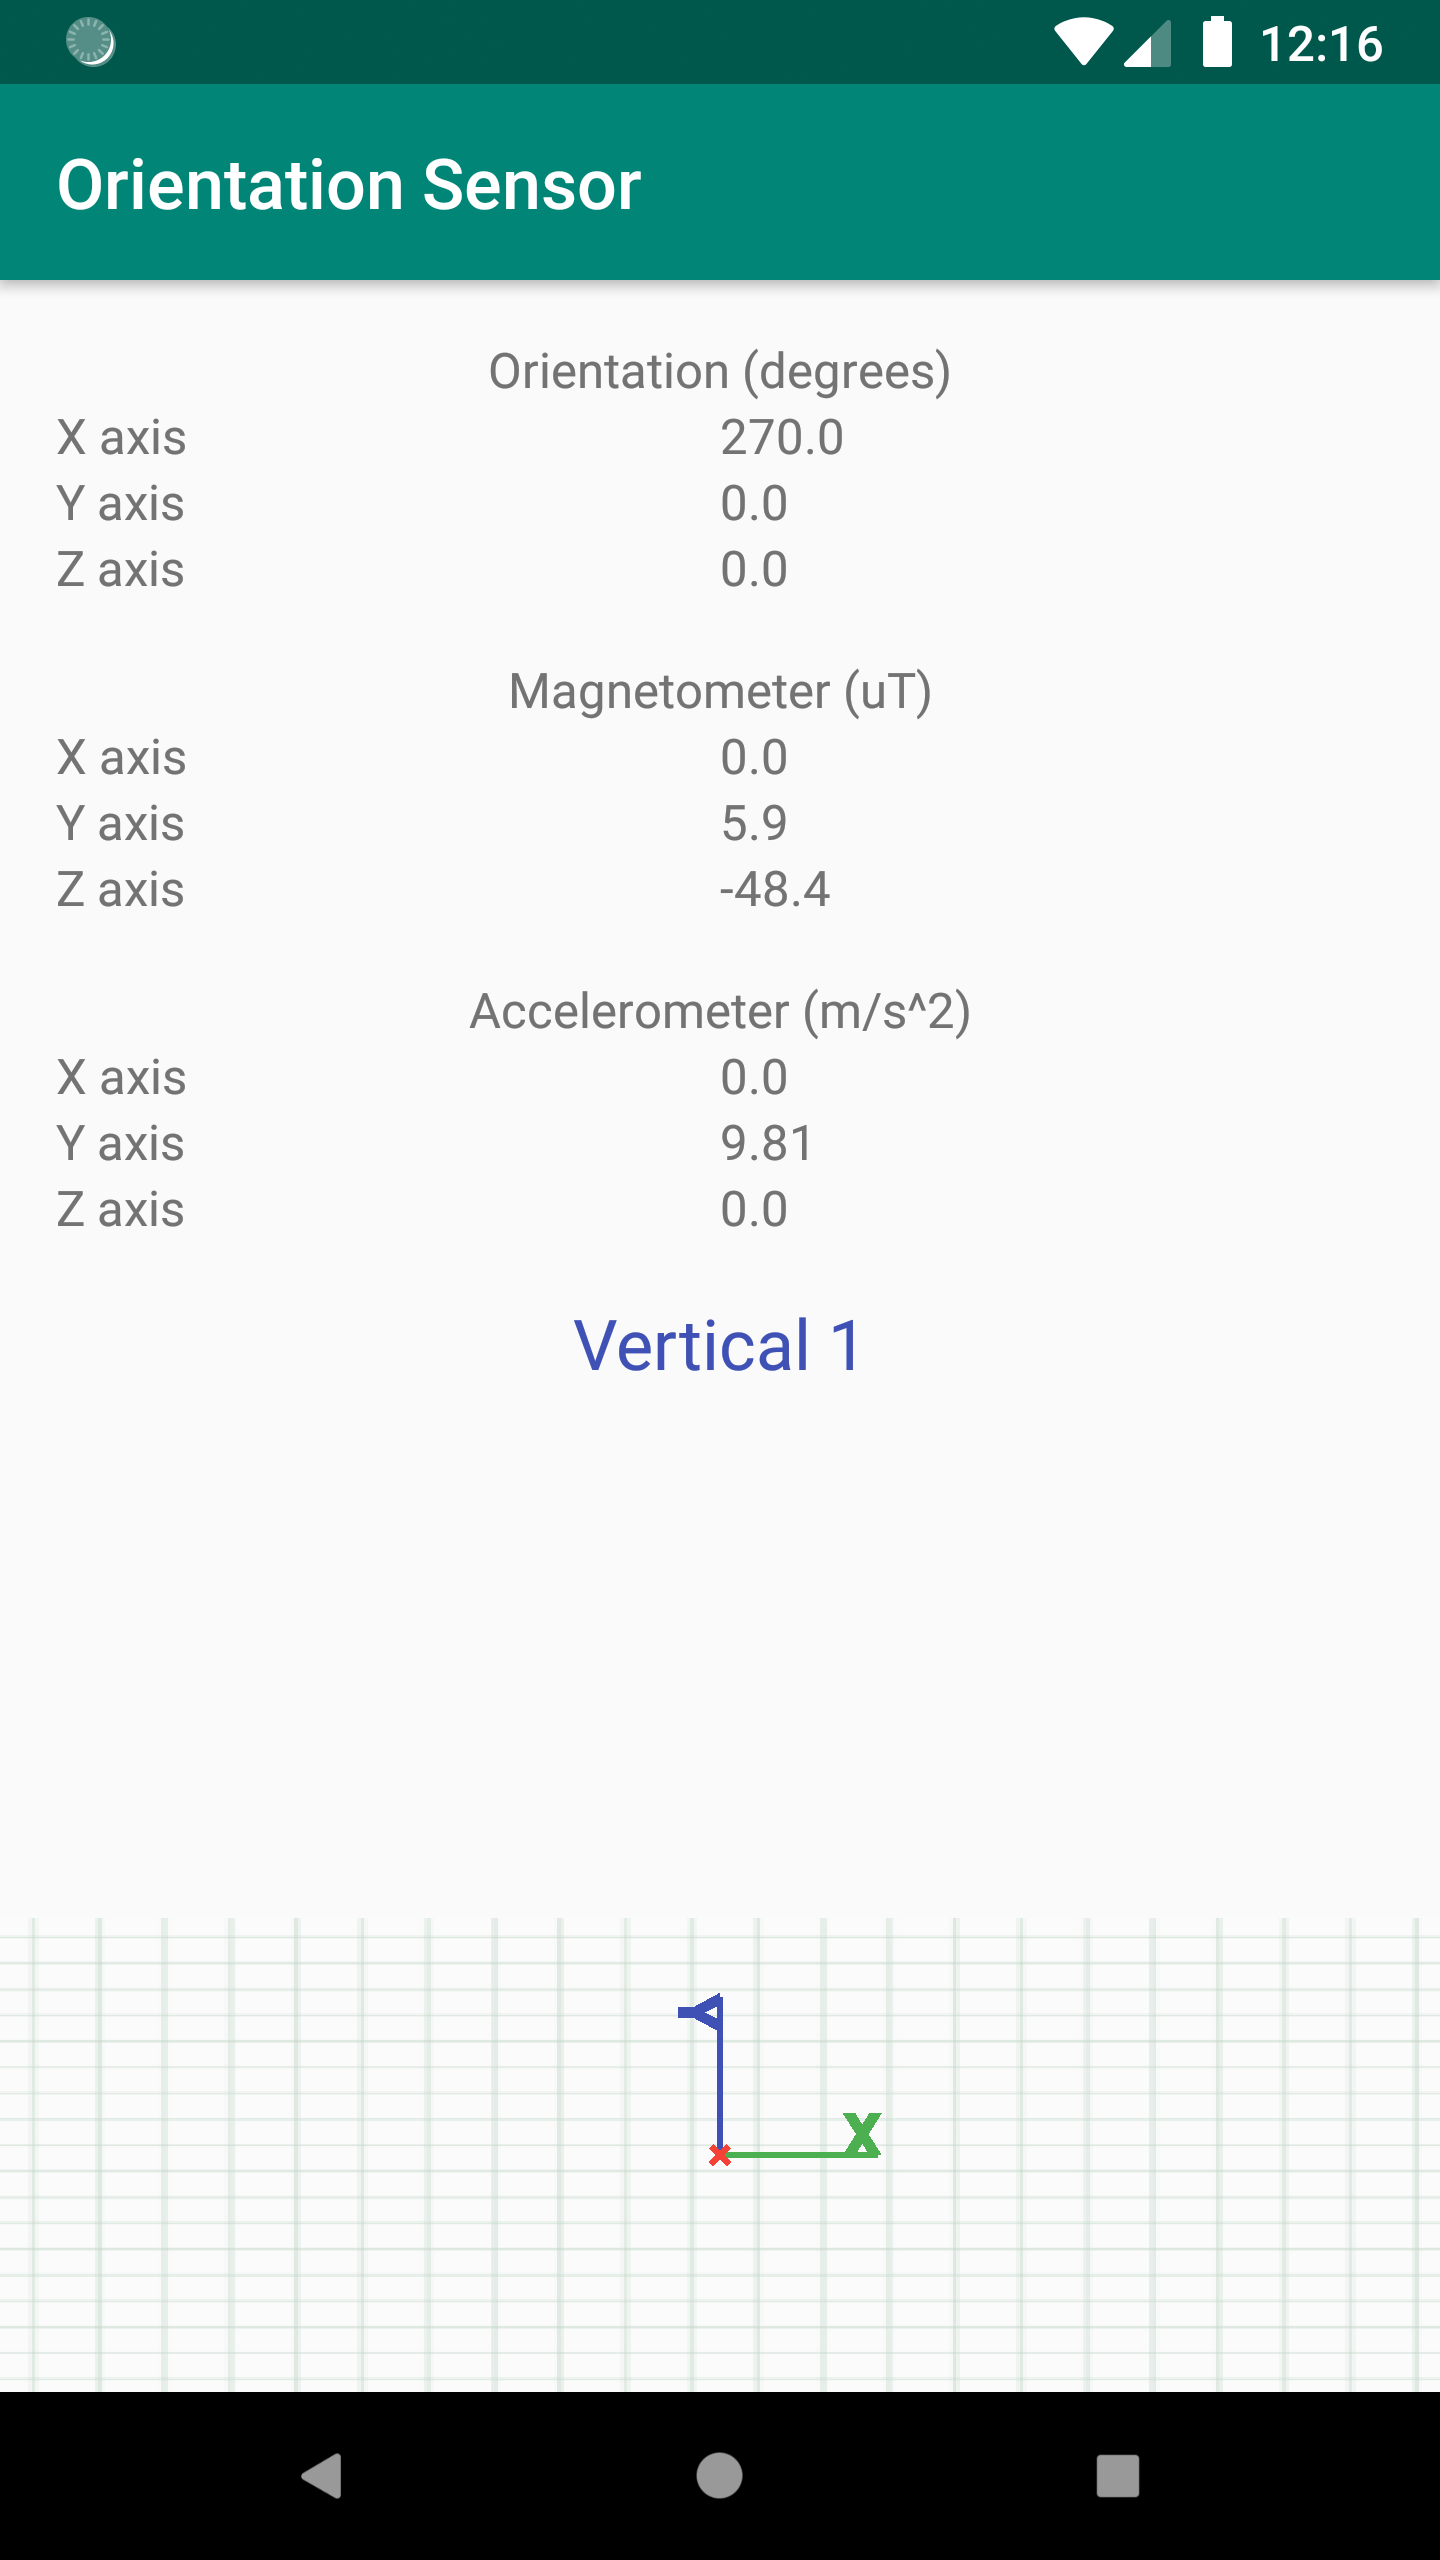 12:16
Orientation Sensor
Orientation (degrees)
X axis 270.0
Y axis 0.0
Z axis 0.0
Magnetometer (uT)
X axis 0.0
Y axis 5.9
Z axis -48.4
Accelerometer (m/s^2)
X axis 0.0
Y axis 9.81
Z axis 0.0
Vertical 1
Y
X